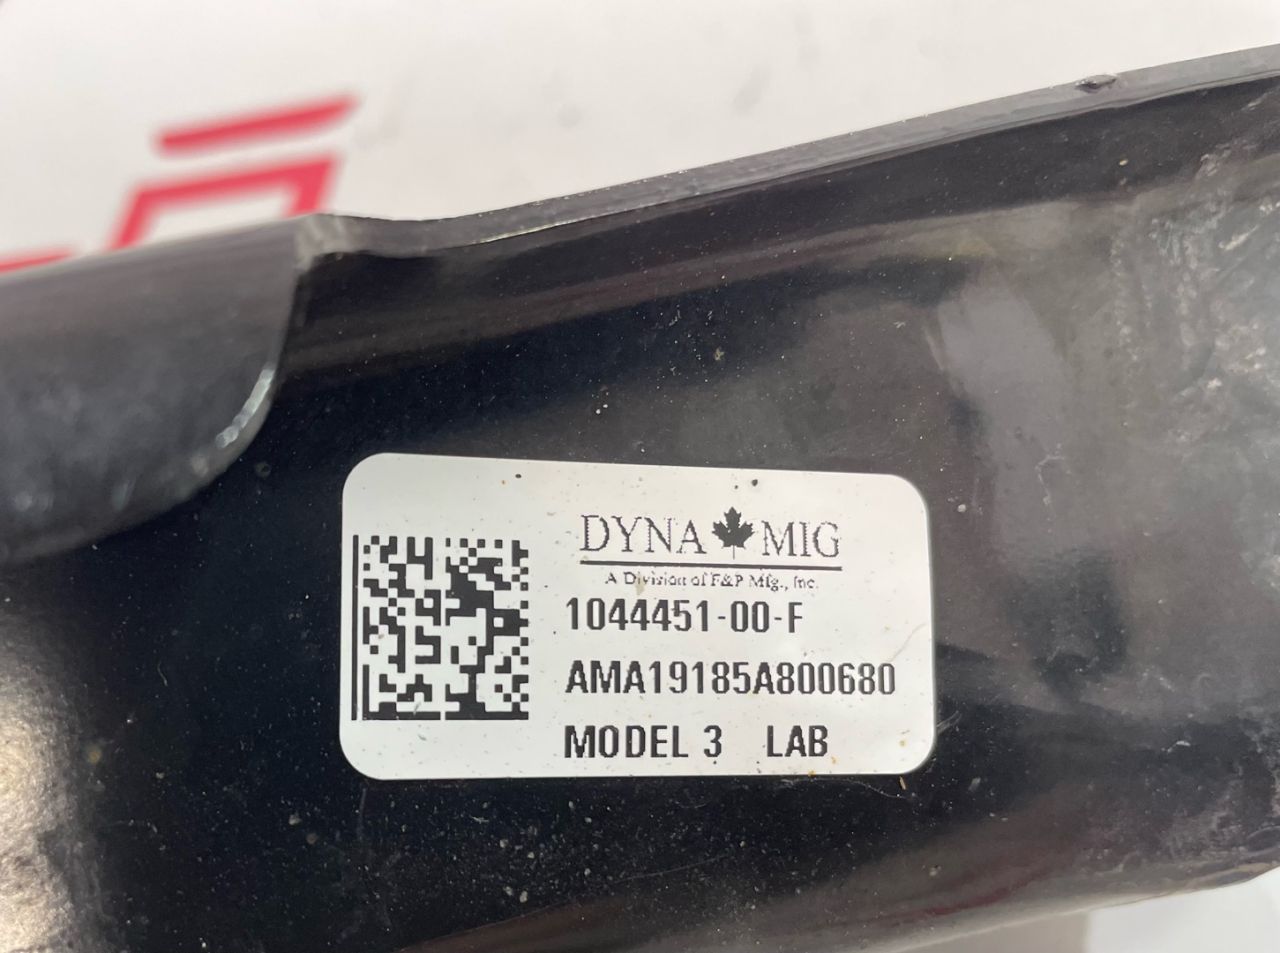 DYNA MIG
A Division of F&P Mfg., Inc.
1044451-00-F
AMA19185A800680
MODEL 3 LAB